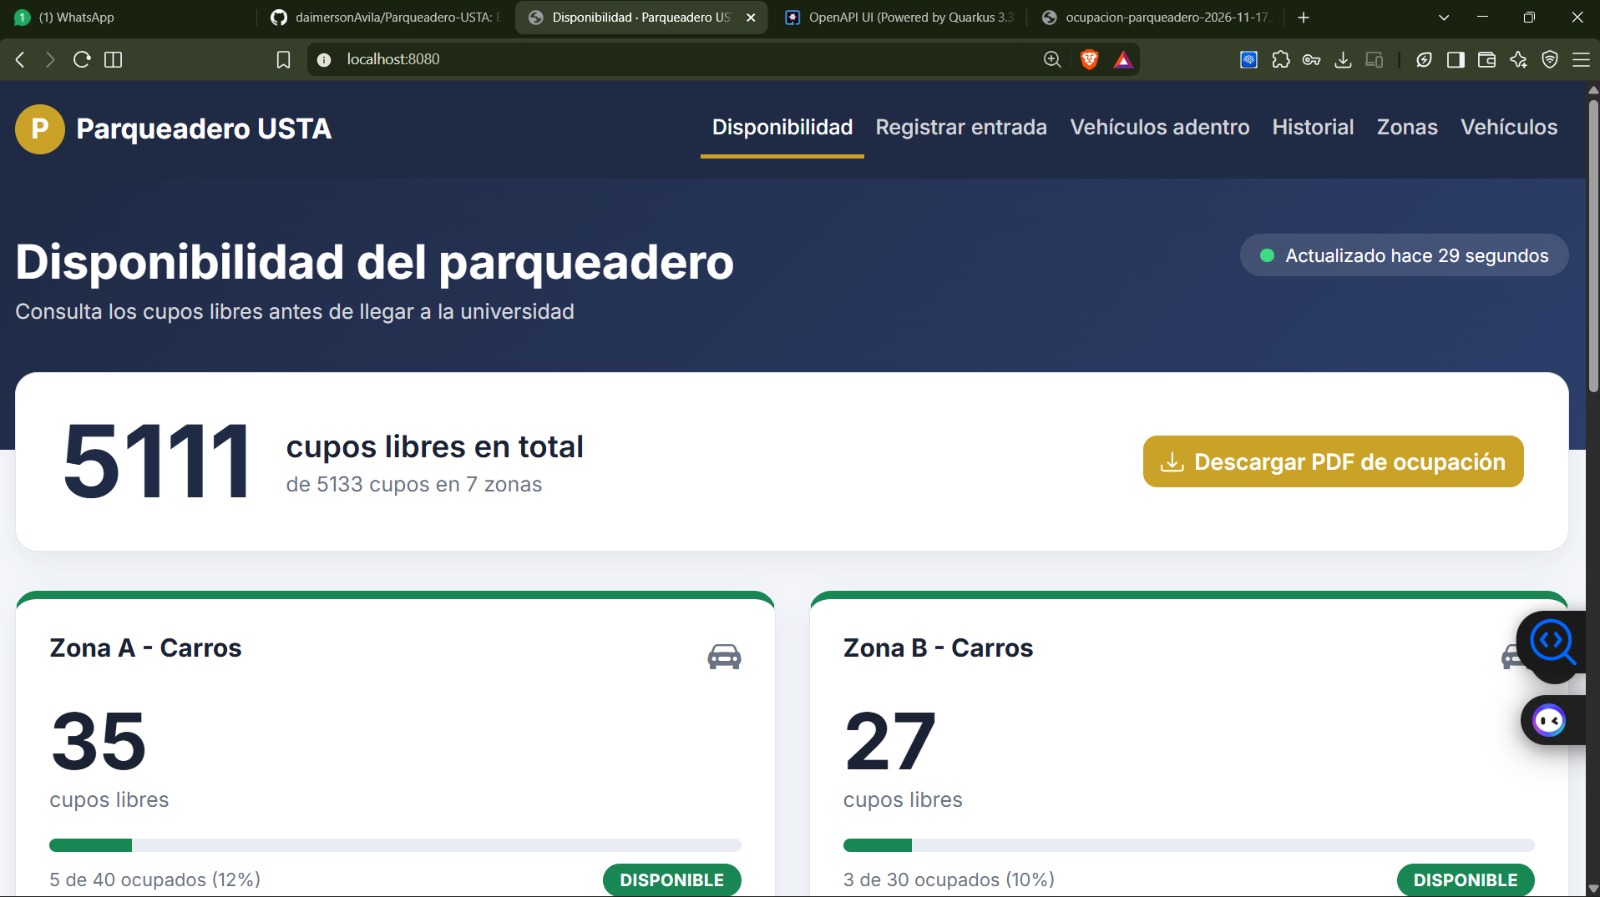 (1) WhatsApp
daimersonAvila/Parqueadero-USTA:
Disponibilidad · Parqueadero US
OpenAPI UI (Powered by Quarkus 3.3
ocupacion-parqueadero-2026-11-17.
localhost:8080
P Parqueadero USTA
Disponibilidad Registrar entrada Vehículos adentro Historial Zonas Vehículos
Disponibilidad del parqueadero
Actualizado hace 29 segundos
Consulta los cupos libres antes de llegar a la universidad
5111
cupos libres en total
de 5133 cupos en 7 zonas
Descargar PDF de ocupación
Zona A - Carros
35
cupos libres
5 de 40 ocupados (12%)
DISPONIBLE
Zona B - Carros
27
cupos libres
3 de 30 ocupados (10%)
DISPONIBLE